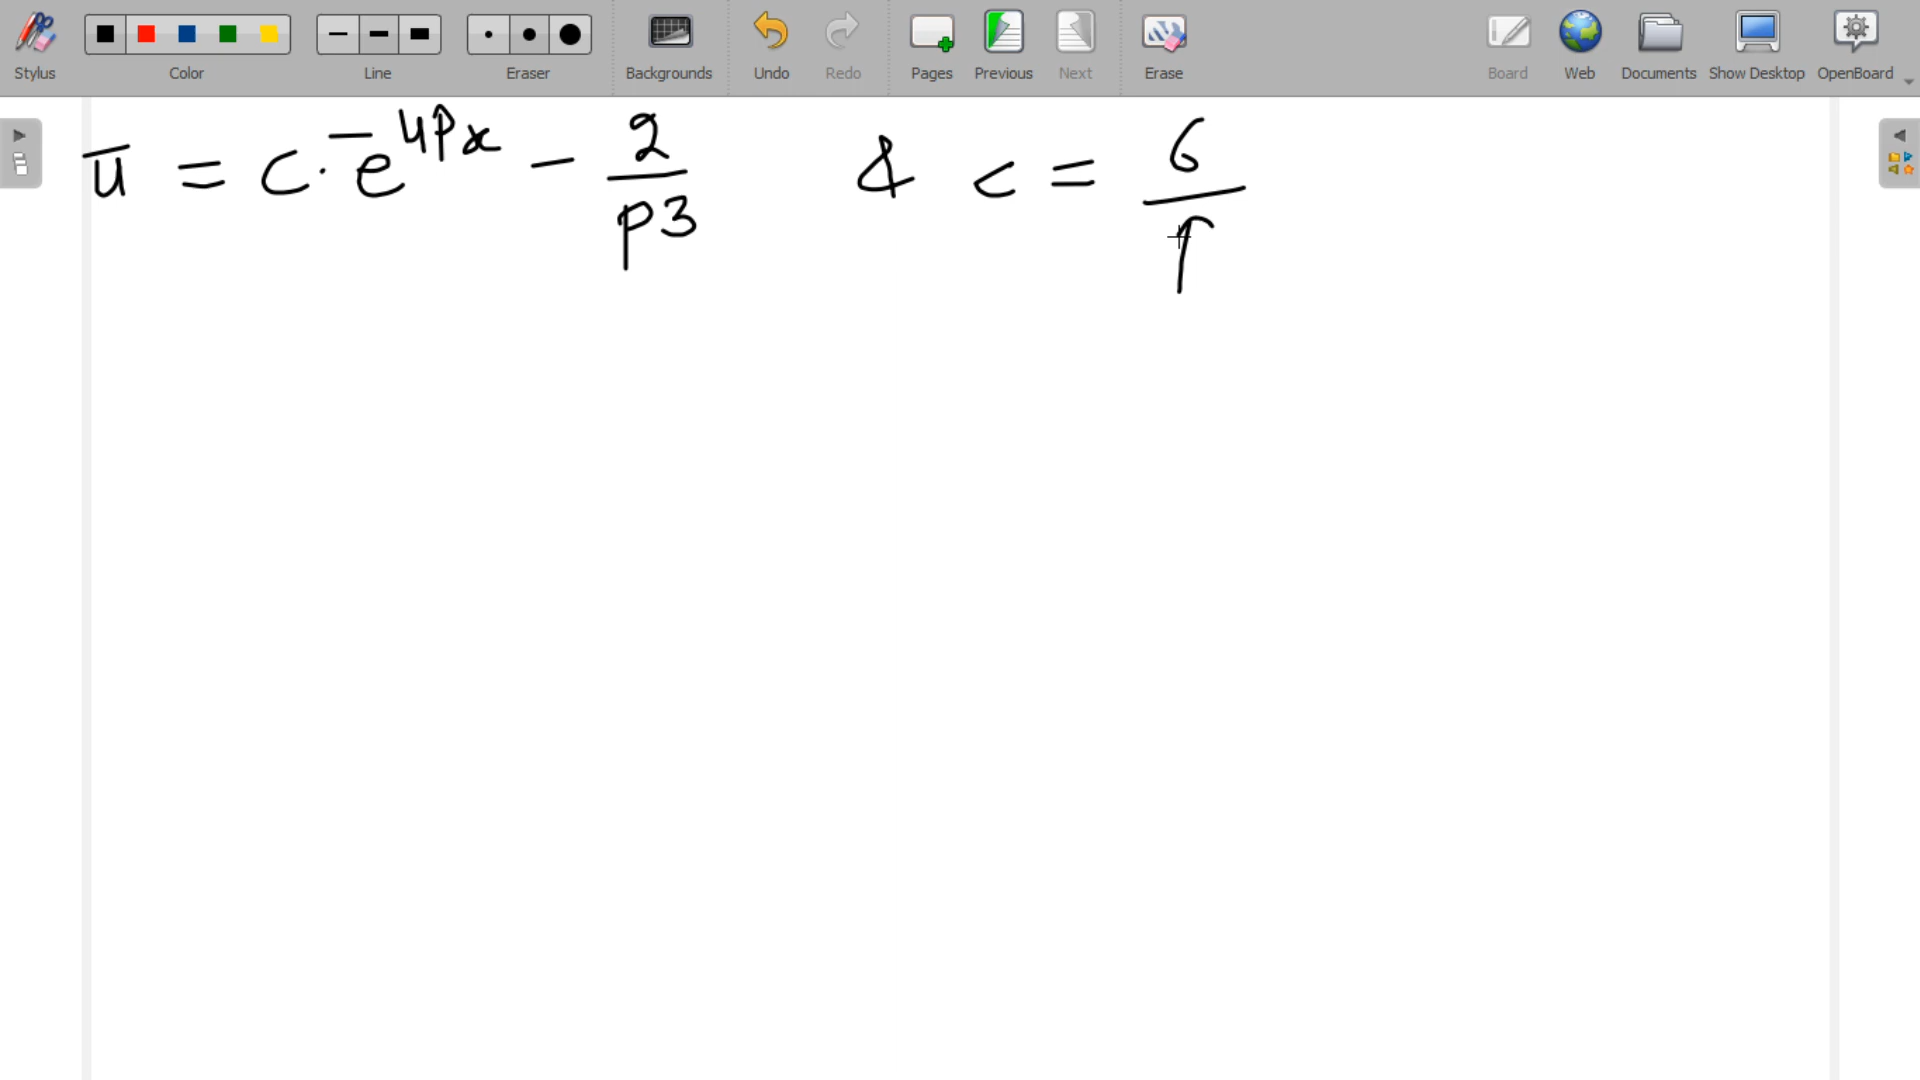 Stylus Color Line Eraser Backgrounds Undo Redo Pages Previous Next Erase Board Web Documents Show Desktop OpenBoard
u̅ = c · e^{-4px} - 2/p3 & c = 6/p